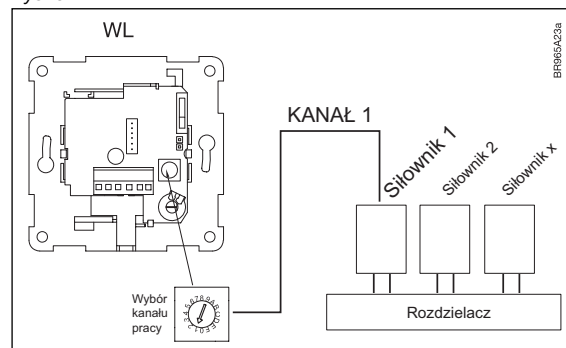 WL
BR965A23a
KANAŁ 1
Siłownik 1
Siłownik 2
Siłownik x
Wybór
kanału
pracy
Rozdzielacz